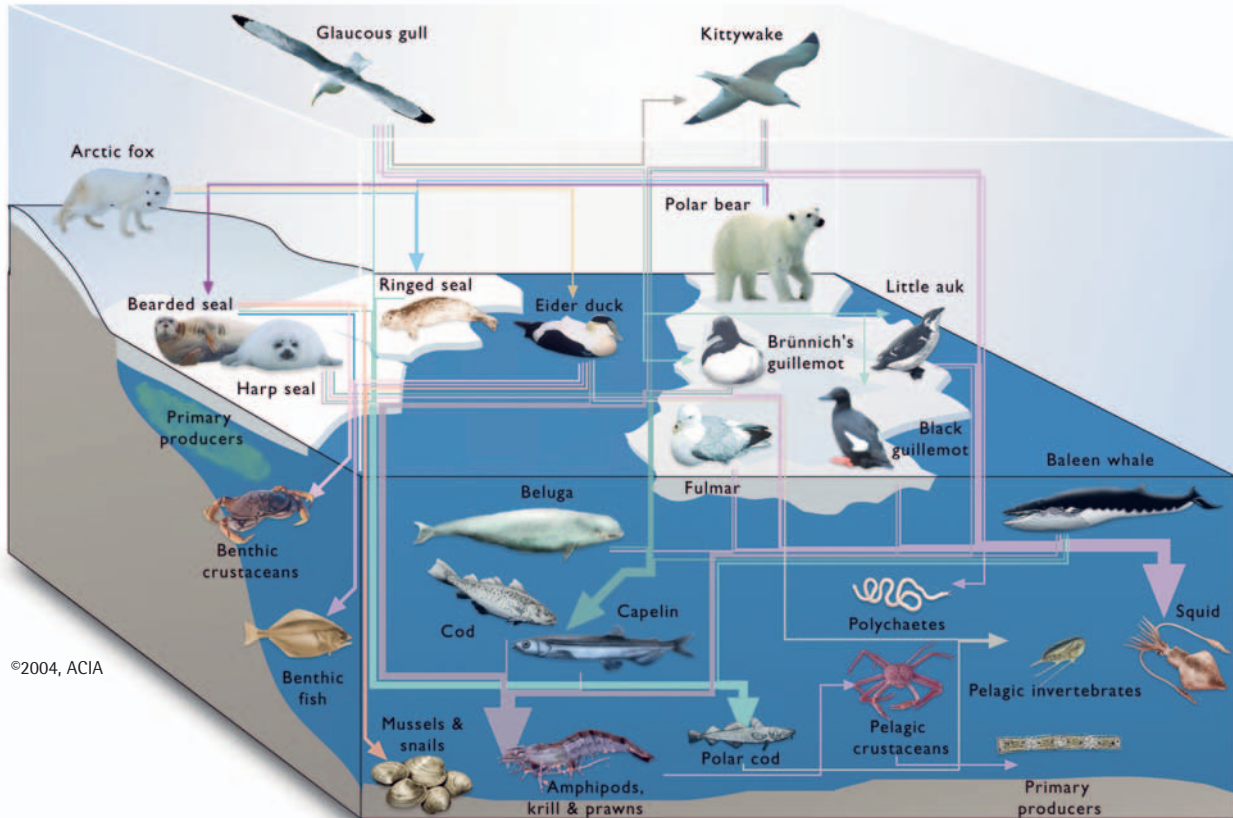 Glaucous gull
Kittywake
Arctic fox
Polar bear
Bearded seal
Ringed seal
Eider duck
Little auk
Brünnich's
guillemot
Harp seal
Primary
producers
Black
guillemot
Fulmar
Baleen whale
Beluga
Benthic
crustaceans
Cod
Capelin
Polychaetes
Squid
©2004, ACIA
Benthic
fish
Pelagic invertebrates
Mussels &
snails
Pelagic
crustaceans
Polar cod
Amphipods,
krill & prawns
Primary
producers